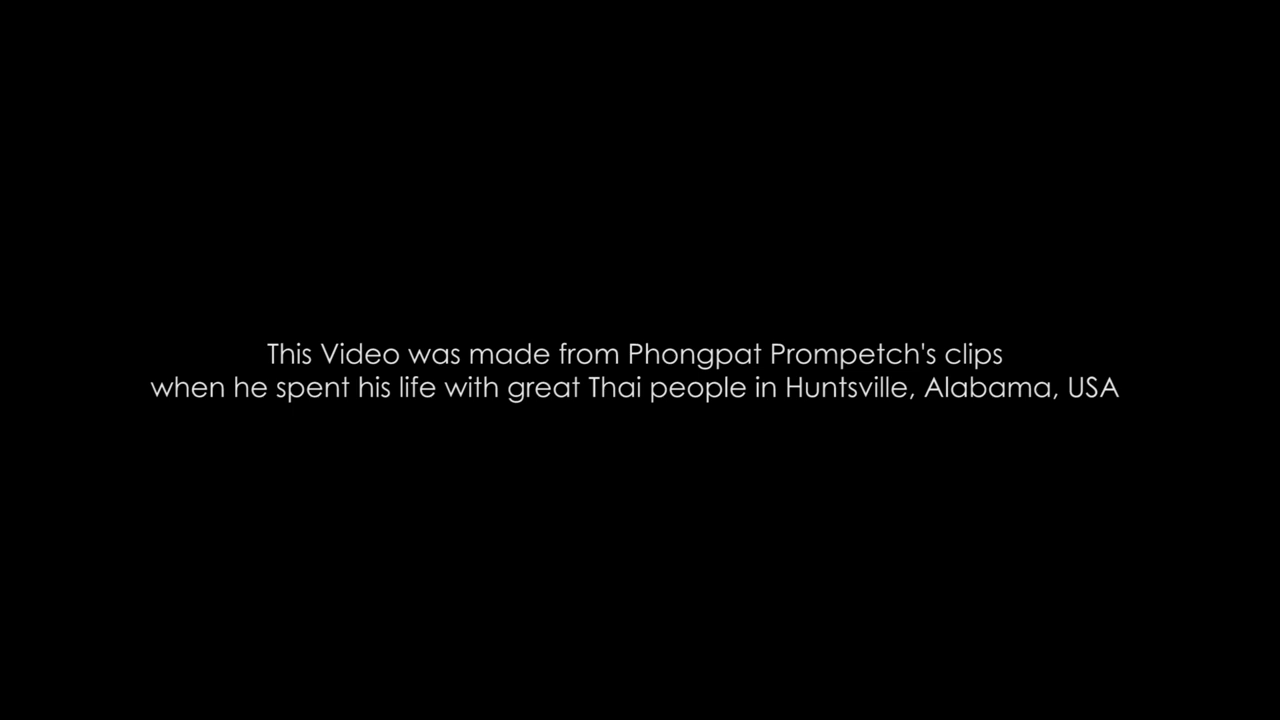 This Video was made from Phongpat Prompetch's clips
when he spent his life with great Thai people in Huntsville, Alabama, USA